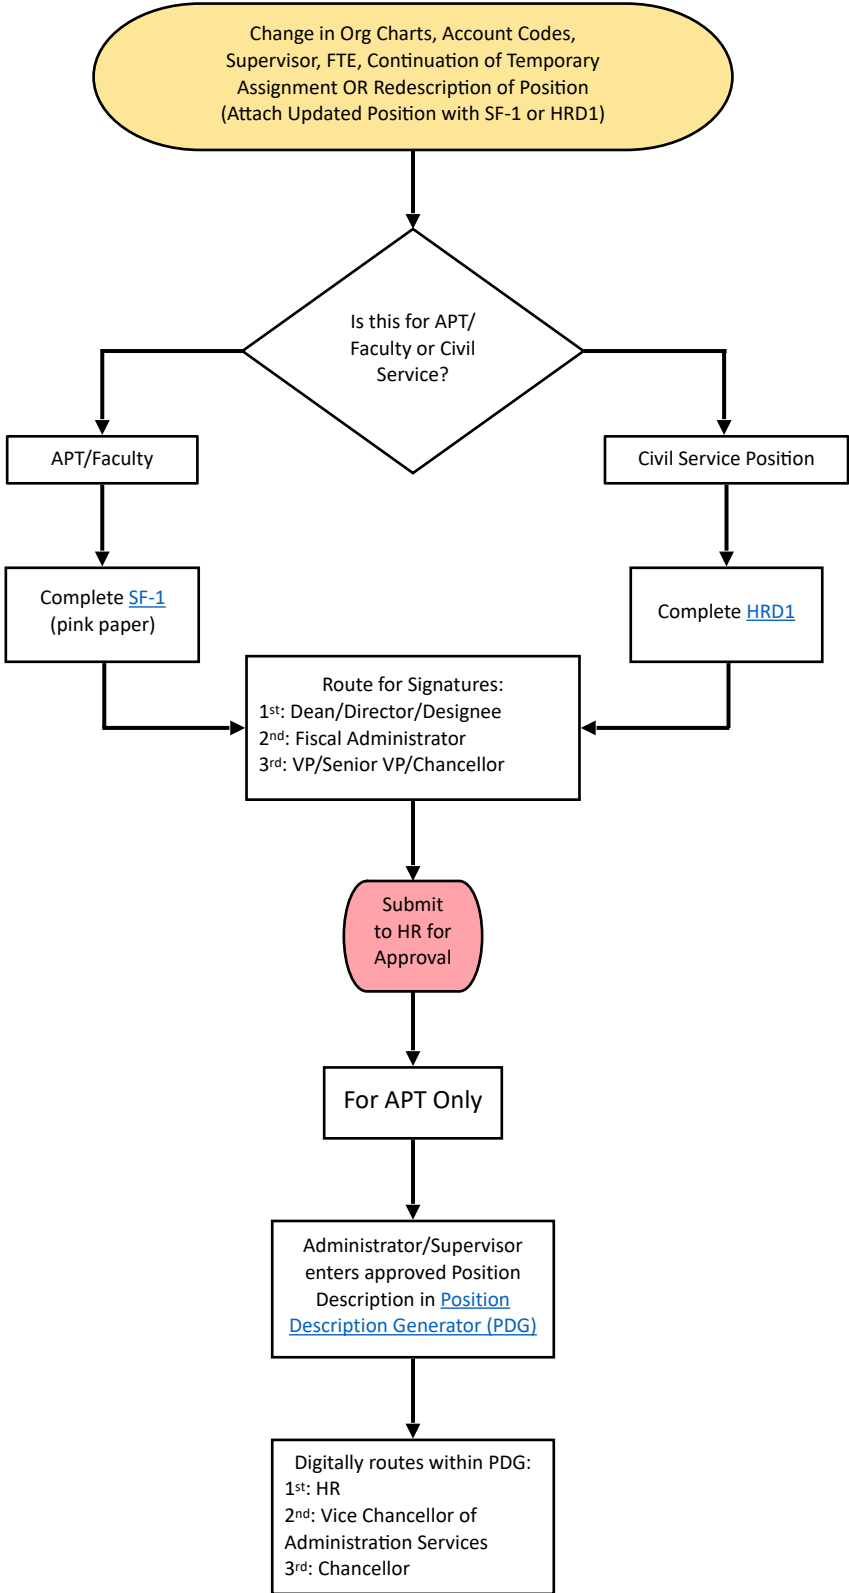 Change in Org Charts, Account Codes,
Supervisor, FTE, Continuation of Temporary
Assignment OR Redescription of Position
(Attach Updated Position with SF-1 or HRD1)
Is this for APT/
Faculty or Civil
Service?
APT/Faculty
Civil Service Position
Complete SF-1
(pink paper)
Complete HRD1
Route for Signatures:
1st: Dean/Director/Designee
2nd: Fiscal Administrator
3rd: VP/Senior VP/Chancellor
Submit
to HR for
Approval
For APT Only
Administrator/Supervisor
enters approved Position
Description in Position
Description Generator (PDG)
Digitally routes within PDG:
1st: HR
2nd: Vice Chancellor of
Administration Services
3rd: Chancellor